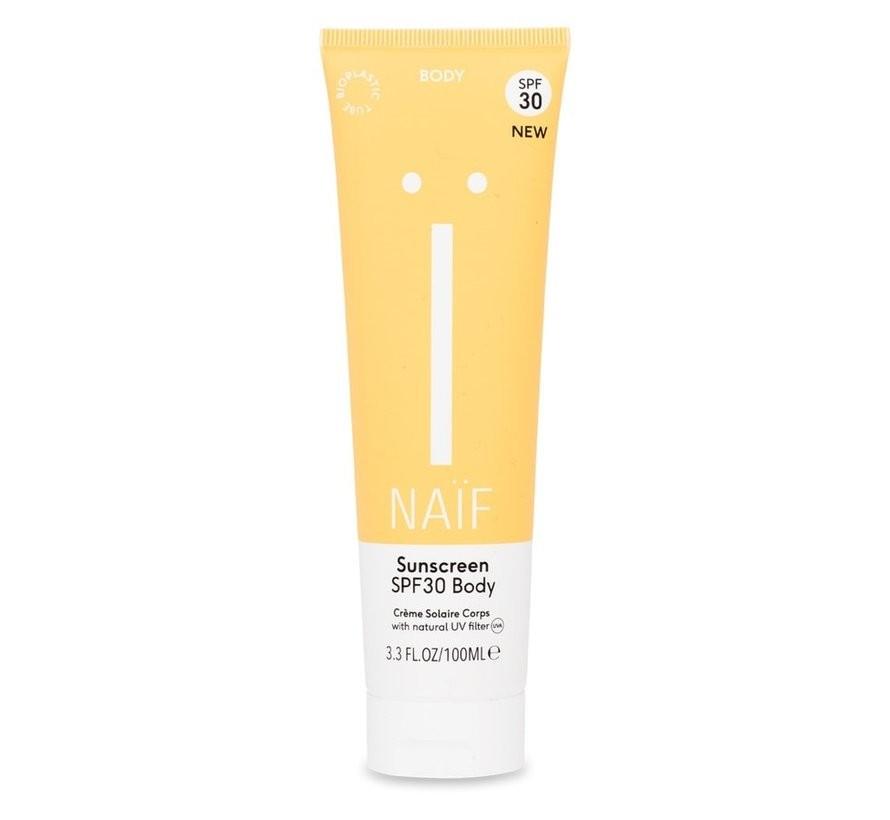 BODY
BIOPLASTIC TUBE
SPF
30
NEW
NAÏF
Sunscreen
SPF30 Body
Crème Solaire Corps
with natural UV filter UVA
3.3 FL.OZ/100ML℮